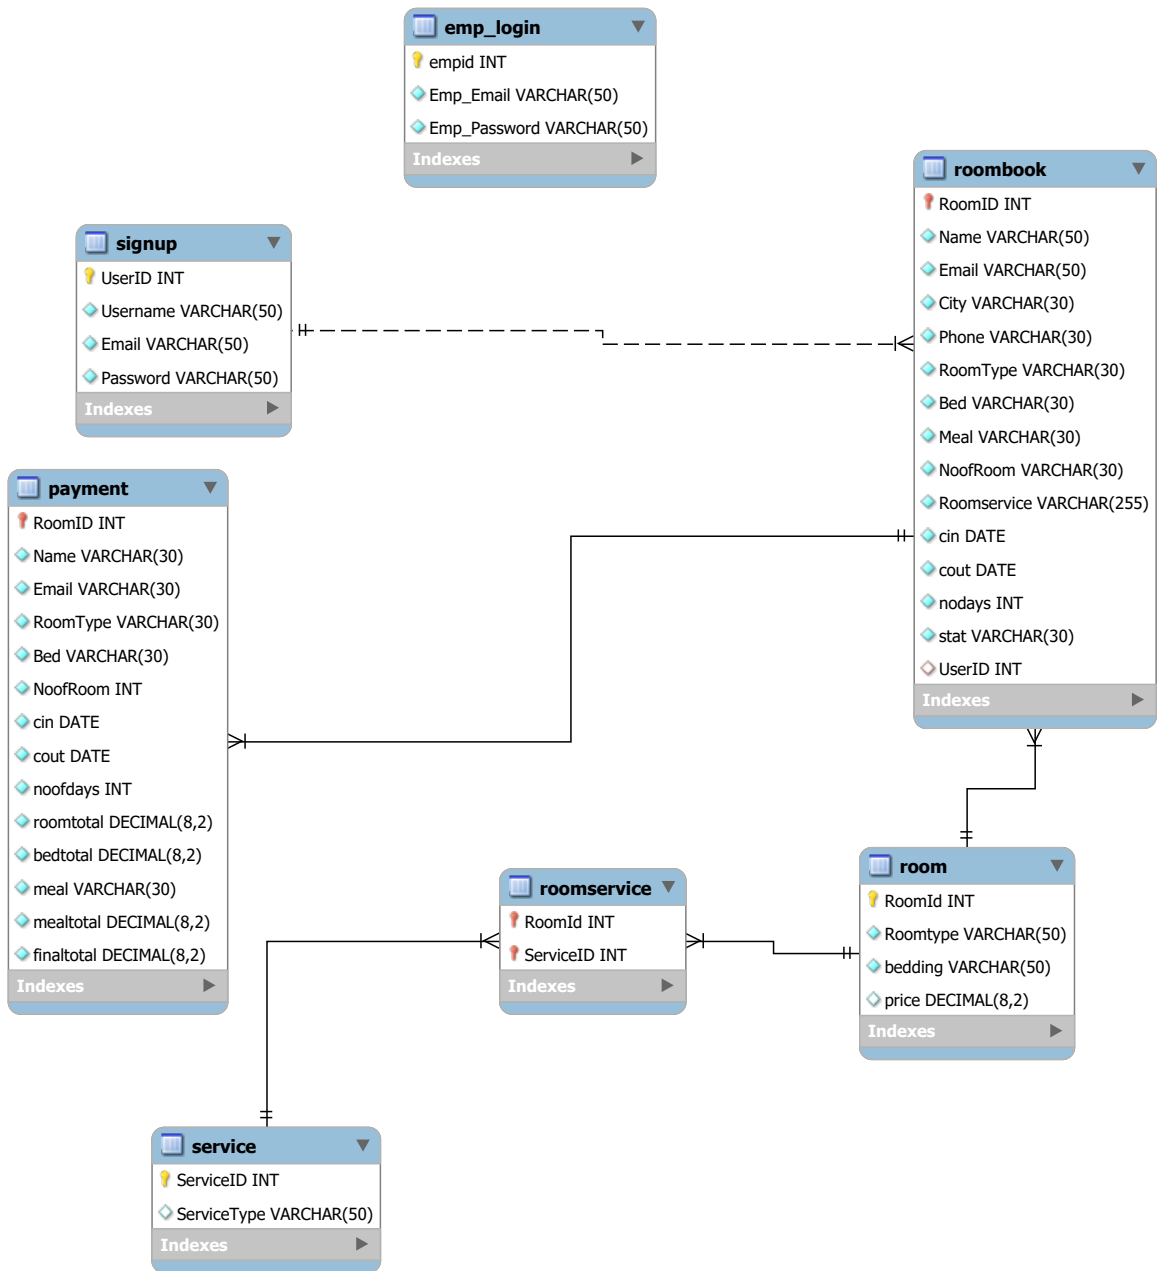 emp_login
empid INT
Emp_Email VARCHAR(50)
Emp_Password VARCHAR(50)
Indexes
roombook
RoomID INT
Name VARCHAR(50)
Email VARCHAR(50)
City VARCHAR(30)
Phone VARCHAR(30)
RoomType VARCHAR(30)
Bed VARCHAR(30)
Meal VARCHAR(30)
NoofRoom VARCHAR(30)
Roomservice VARCHAR(255)
cin DATE
cout DATE
nodays INT
stat VARCHAR(30)
UserID INT
Indexes
signup
UserID INT
Username VARCHAR(50)
Email VARCHAR(50)
Password VARCHAR(50)
Indexes
payment
RoomID INT
Name VARCHAR(30)
Email VARCHAR(30)
RoomType VARCHAR(30)
Bed VARCHAR(30)
NoofRoom INT
cin DATE
cout DATE
noofdays INT
roomtotal DECIMAL(8,2)
bedtotal DECIMAL(8,2)
meal VARCHAR(30)
mealtotal DECIMAL(8,2)
finaltotal DECIMAL(8,2)
Indexes
roomservice
RoomId INT
ServiceID INT
Indexes
room
RoomId INT
Roomtype VARCHAR(50)
bedding VARCHAR(50)
price DECIMAL(8,2)
Indexes
service
ServiceID INT
ServiceType VARCHAR(50)
Indexes